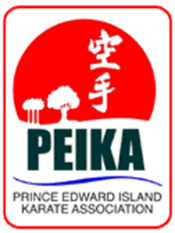 空手
PEIKA
PRINCE EDWARD ISLAND
KARATE ASSOCIATION